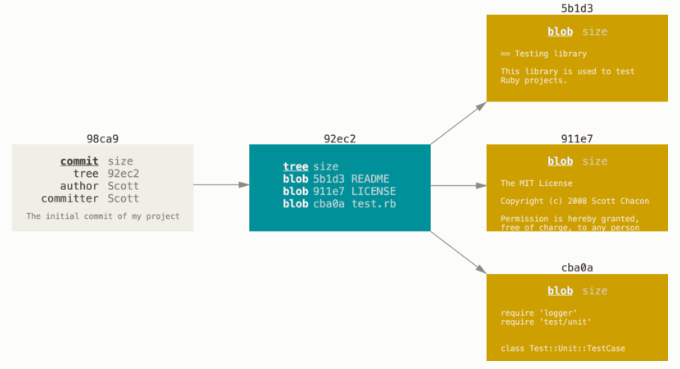 98ca9
commit size
tree 92ec2
author Scott
committer Scott
The initial commit of my project
92ec2
tree size
blob 5b1d3 README
blob 911e7 LICENSE
blob cba0a test.rb
5b1d3
blob size
== Testing library
This library is used to test
Ruby projects.
911e7
blob size
The MIT License
Copyright (c) 2008 Scott Chacon
Permission is hereby granted,
free of charge, to any person
cba0a
blob size
require 'logger'
require 'test/unit'
class Test::Unit::TestCase